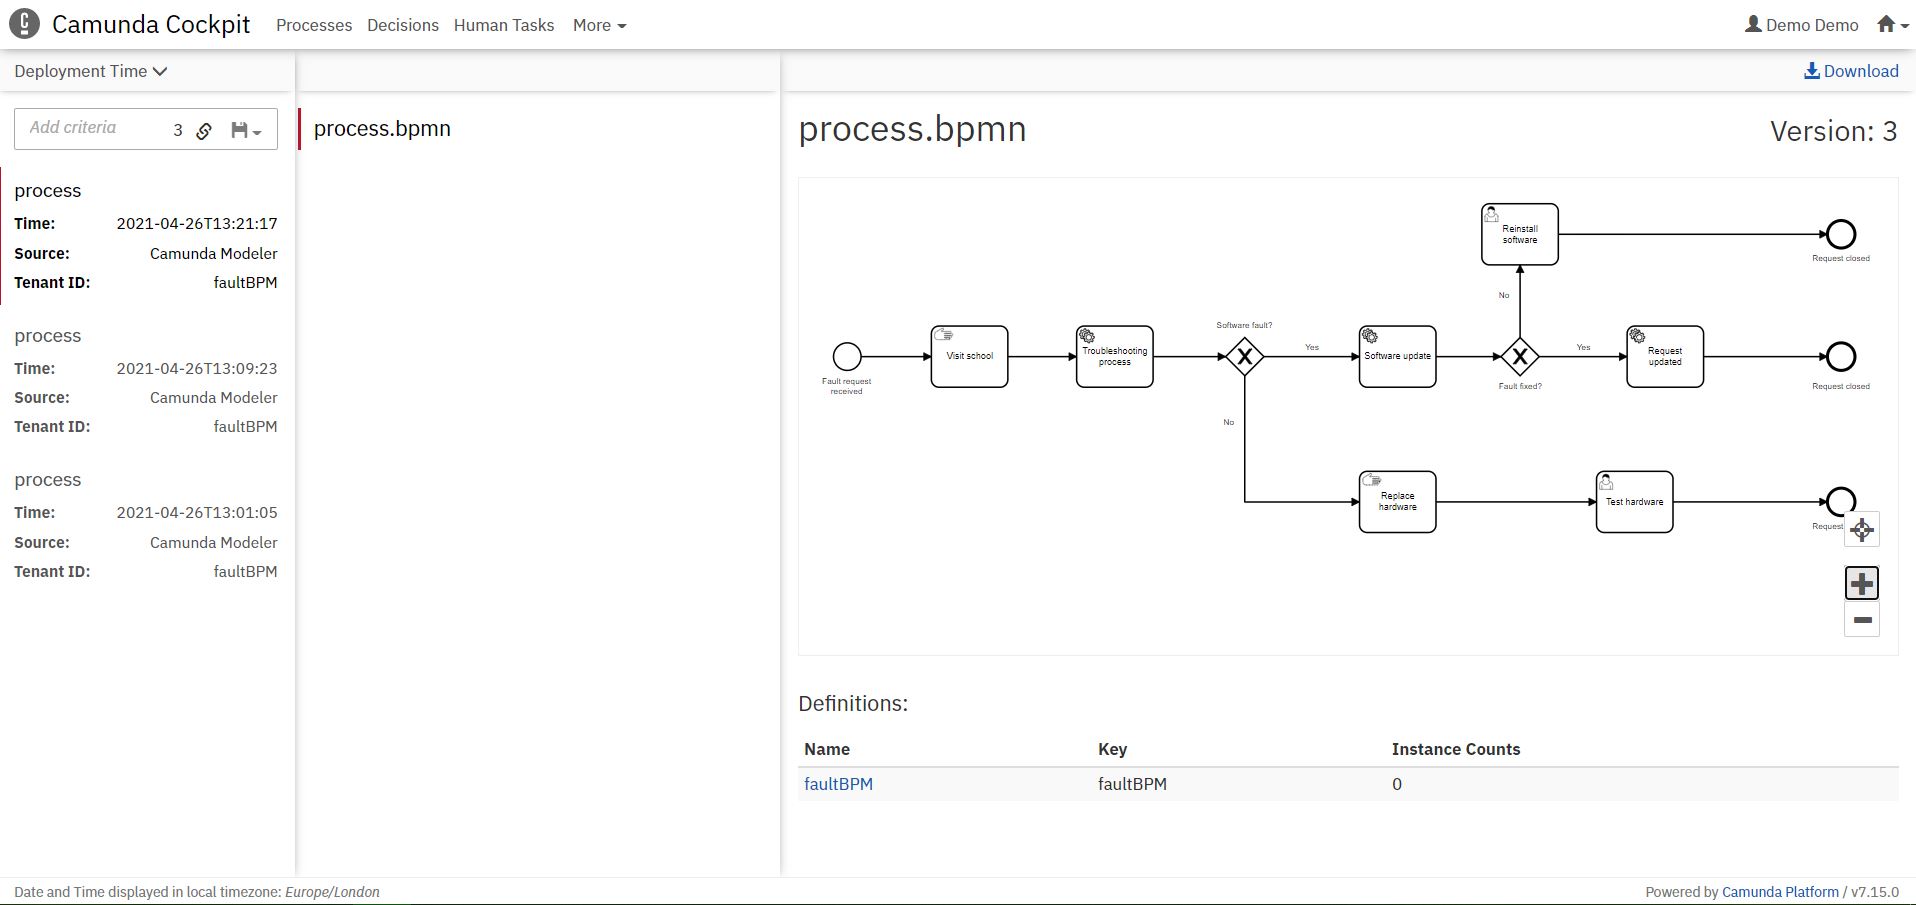 Camunda Cockpit Processes Decisions Human Tasks More Demo Demo
Deployment Time Download
Add criteria 3
process
Time: 2021-04-26T13:21:17
Source: Camunda Modeler
Tenant ID: faultBPM
process
Time: 2021-04-26T13:09:23
Source: Camunda Modeler
Tenant ID: faultBPM
process
Time: 2021-04-26T13:01:05
Source: Camunda Modeler
Tenant ID: faultBPM
process.bpmn
process.bpmn Version: 3
Reinstall
software
Request closed
No
Software fault?
Fault request
received
Visit school
Troubleshooting
process
Yes
Software update
Fault fixed?
Yes
Request
updated
Request closed
No
Replace
hardware
Test hardware
Request
Definitions:
Name Key Instance Counts
faultBPM faultBPM 0
Date and Time displayed in local timezone: Europe/London
Powered by Camunda Platform / v7.15.0